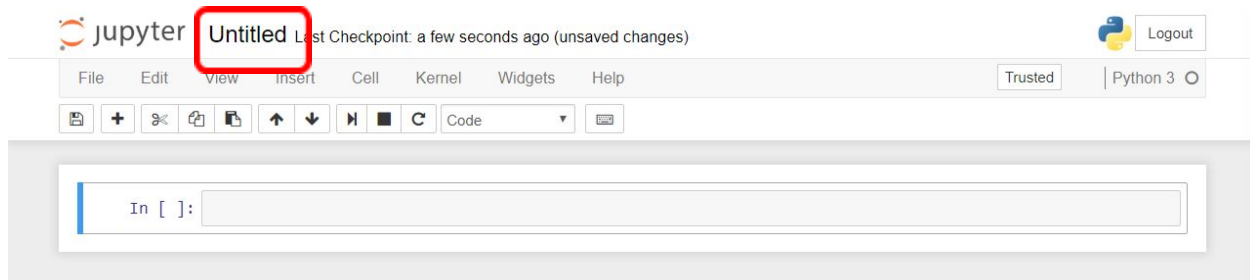 jupyter Untitled Last Checkpoint: a few seconds ago (unsaved changes) Logout
File Edit View Insert Cell Kernel Widgets Help Trusted Python 3
Code
In [ ]: